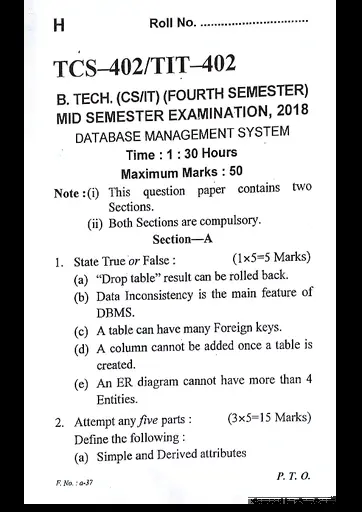 H Roll No. ................................
TCS–402/TIT–402
B. TECH. (CS/IT) (FOURTH SEMESTER)
MID SEMESTER EXAMINATION, 2018
DATABASE MANAGEMENT SYSTEM
Time : 1 : 30 Hours
Maximum Marks : 50
Note : (i) This question paper contains two
Sections.
(ii) Both Sections are compulsory.
Section—A
1. State True or False : (1×5=5 Marks)
(a) “Drop table” result can be rolled back.
(b) Data Inconsistency is the main feature of
DBMS.
(c) A table can have many Foreign keys.
(d) A column cannot be added once a table is
created.
(e) An ER diagram cannot have more than 4
Entities.
2. Attempt any five parts : (3×5=15 Marks)
Define the following :
(a) Simple and Derived attributes
F. No. : a-37 P. T. O.